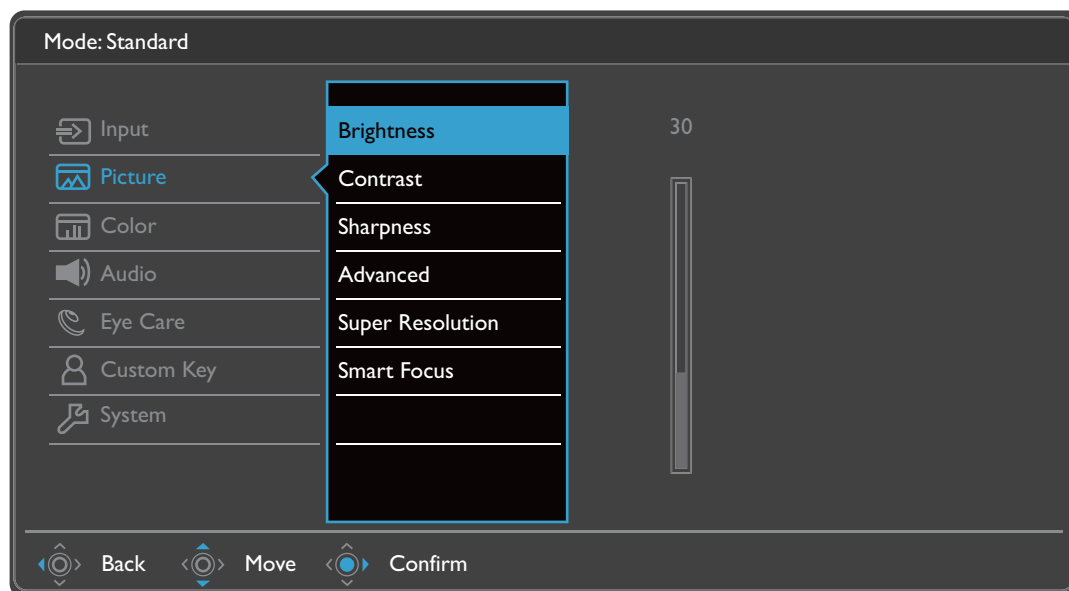 Mode: Standard
Input
Picture
Color
Audio
Eye Care
Custom Key
System
Brightness
Contrast
Sharpness
Advanced
Super Resolution
Smart Focus
30
Back Move Confirm